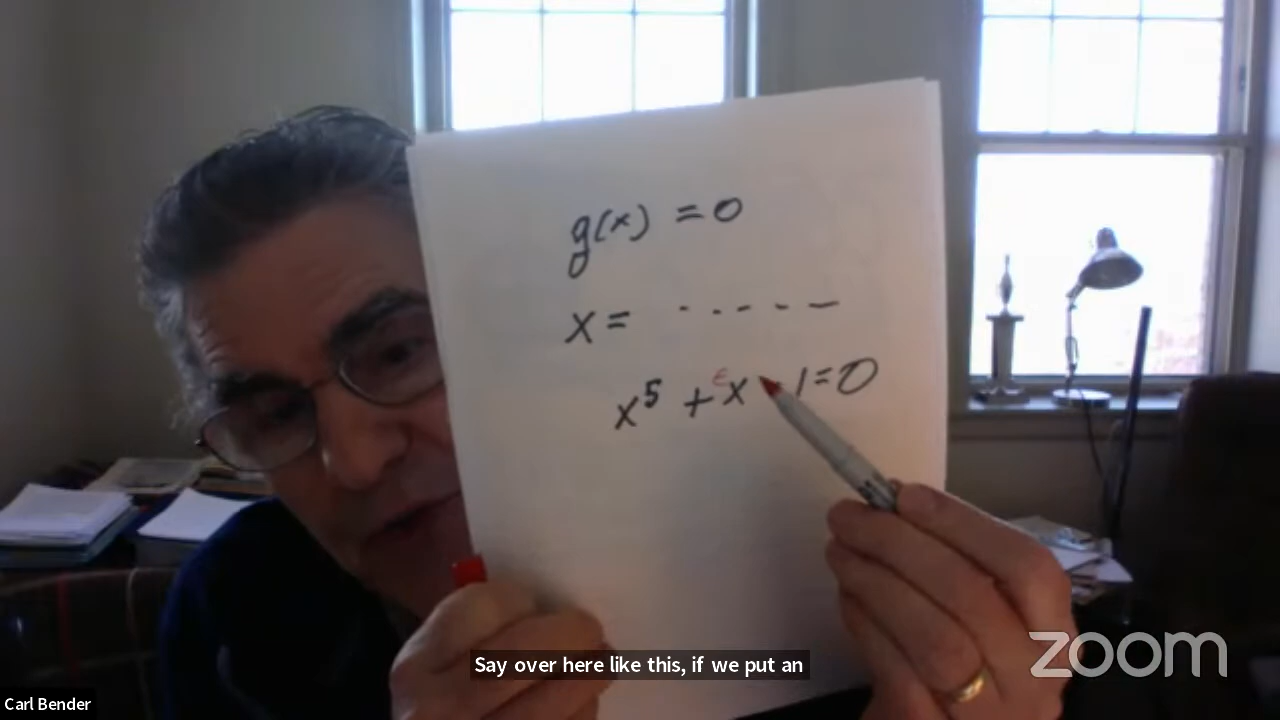 g(x) = 0
x = - - - - -
x⁵ + εx - 1 = 0
Say over here like this, if we put an
zoom
Carl Bender